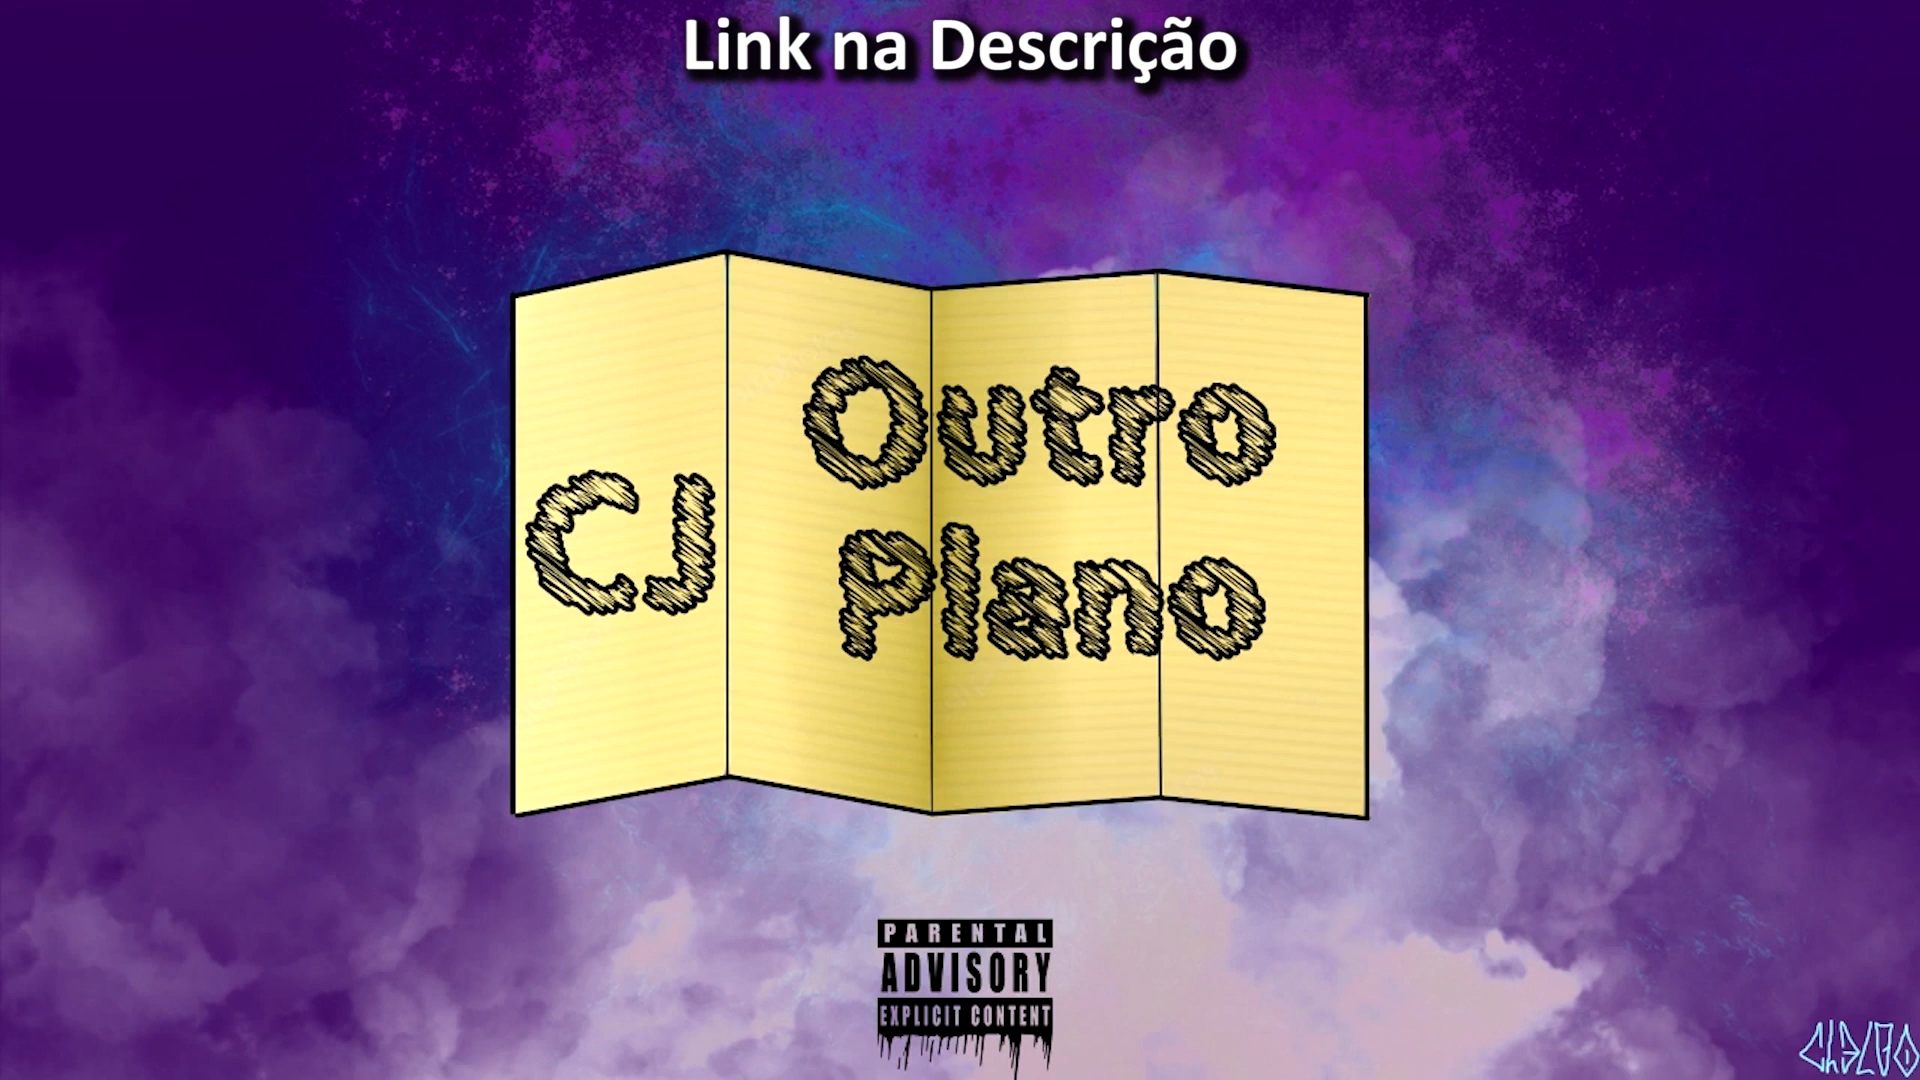 Link na Descrição
CJ
Outro
Plano
PARENTAL
ADVISORY
EXPLICIT CONTENT